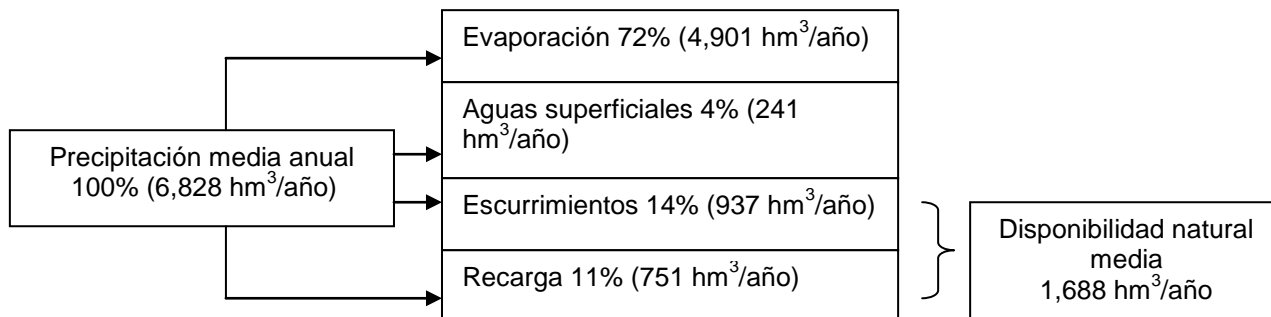 Evaporación 72% (4,901 hm³/año)
Aguas superficiales 4% (241
hm³/año)
Precipitación media anual
100% (6,828 hm³/año)
Escurrimientos 14% (937 hm³/año)
Recarga 11% (751 hm³/año)
Disponibilidad natural
media
1,688 hm³/año